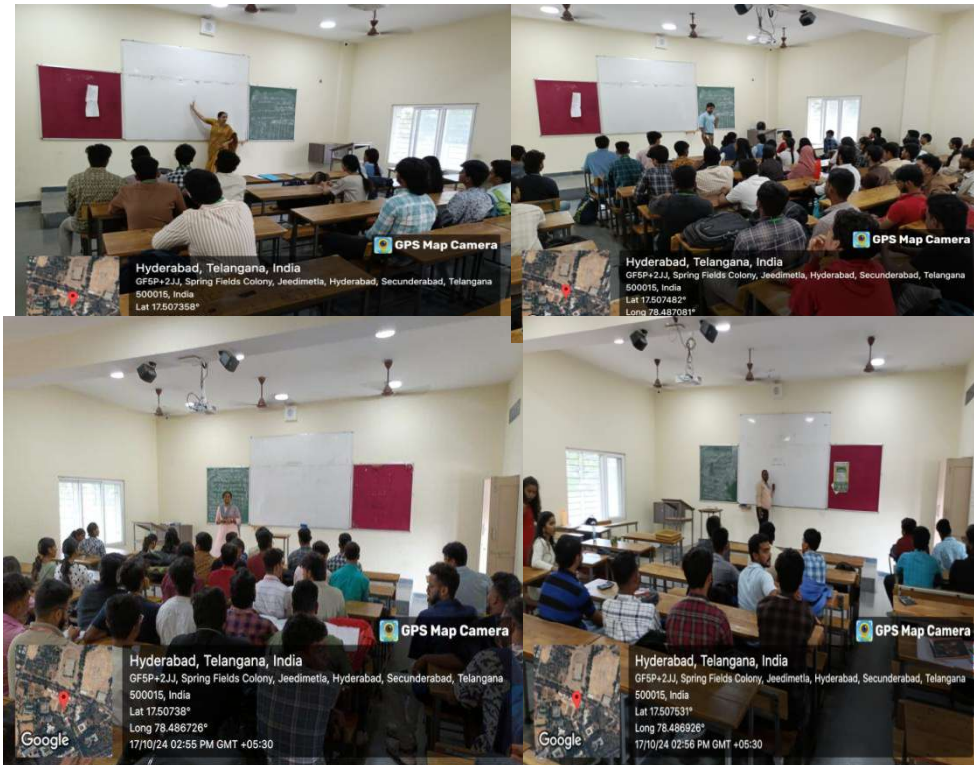 GPS Map Camera
Hyderabad, Telangana, India
GF5P+2JJ, Spring Fields Colony, Jeedimetla, Hyderabad, Secunderabad, Telangana
500015, India
Lat 17.507358°
GPS Map Camera
Hyderabad, Telangana, India
GF5P+2JJ, Spring Fields Colony, Jeedimetla, Hyderabad, Secunderabad, Telangana
500015, India
Lat 17.507482°
Long 78.487081°
GPS Map Camera
Hyderabad, Telangana, India
GF5P+2JJ, Spring Fields Colony, Jeedimetla, Hyderabad, Secunderabad, Telangana
500015, India
Lat 17.50738°
Long 78.486726°
17/10/24 02:55 PM GMT +05:30
Google
GPS Map Camera
Hyderabad, Telangana, India
GF5P+2JJ, Spring Fields Colony, Jeedimetla, Hyderabad, Secunderabad, Telangana
500015, India
Lat 17.507531°
Long 78.486926°
17/10/24 02:56 PM GMT +05:30
Google